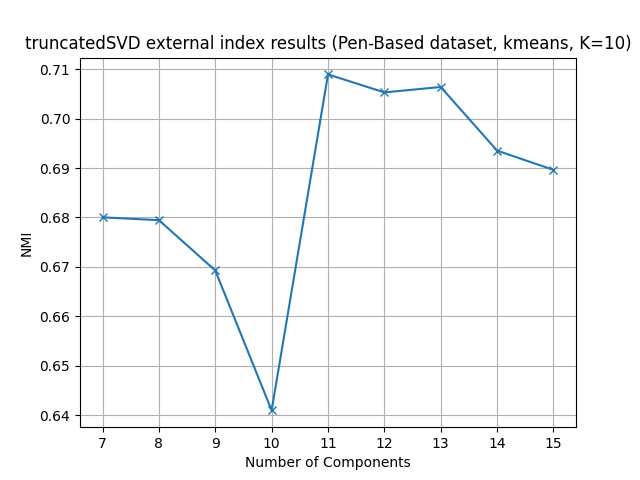 truncatedSVD external index results (Pen-Based dataset, kmeans, K=10)
0.71
0.70
0.69
0.68
0.67
0.66
0.65
0.64
NMI
7 8 9 10 11 12 13 14 15
Number of Components